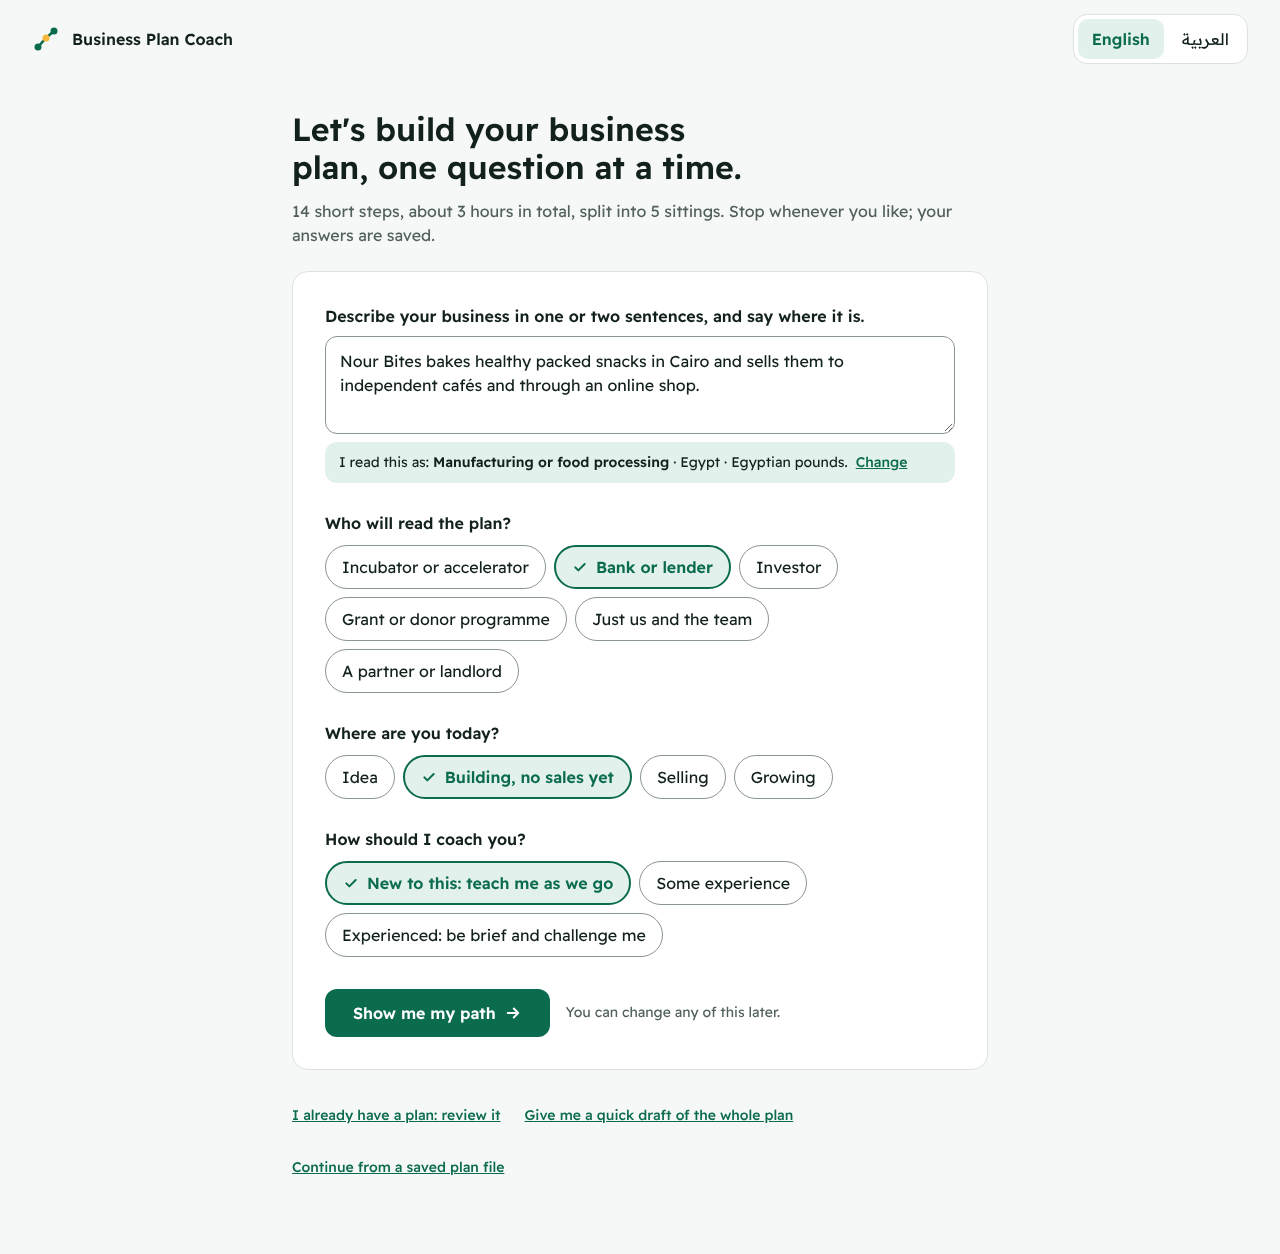 Business Plan Coach
English
العربية
Let's build your business
plan, one question at a time.
14 short steps, about 3 hours in total, split into 5 sittings. Stop whenever you like; your
answers are saved.
Describe your business in one or two sentences, and say where it is.
Nour Bites bakes healthy packed snacks in Cairo and sells them to
independent cafés and through an online shop.
I read this as: Manufacturing or food processing · Egypt · Egyptian pounds. Change
Who will read the plan?
Incubator or accelerator
Bank or lender
Investor
Grant or donor programme
Just us and the team
A partner or landlord
Where are you today?
Idea
Building, no sales yet
Selling
Growing
How should I coach you?
New to this: teach me as we go
Some experience
Experienced: be brief and challenge me
Show me my path →
You can change any of this later.
I already have a plan: review it
Give me a quick draft of the whole plan
Continue from a saved plan file